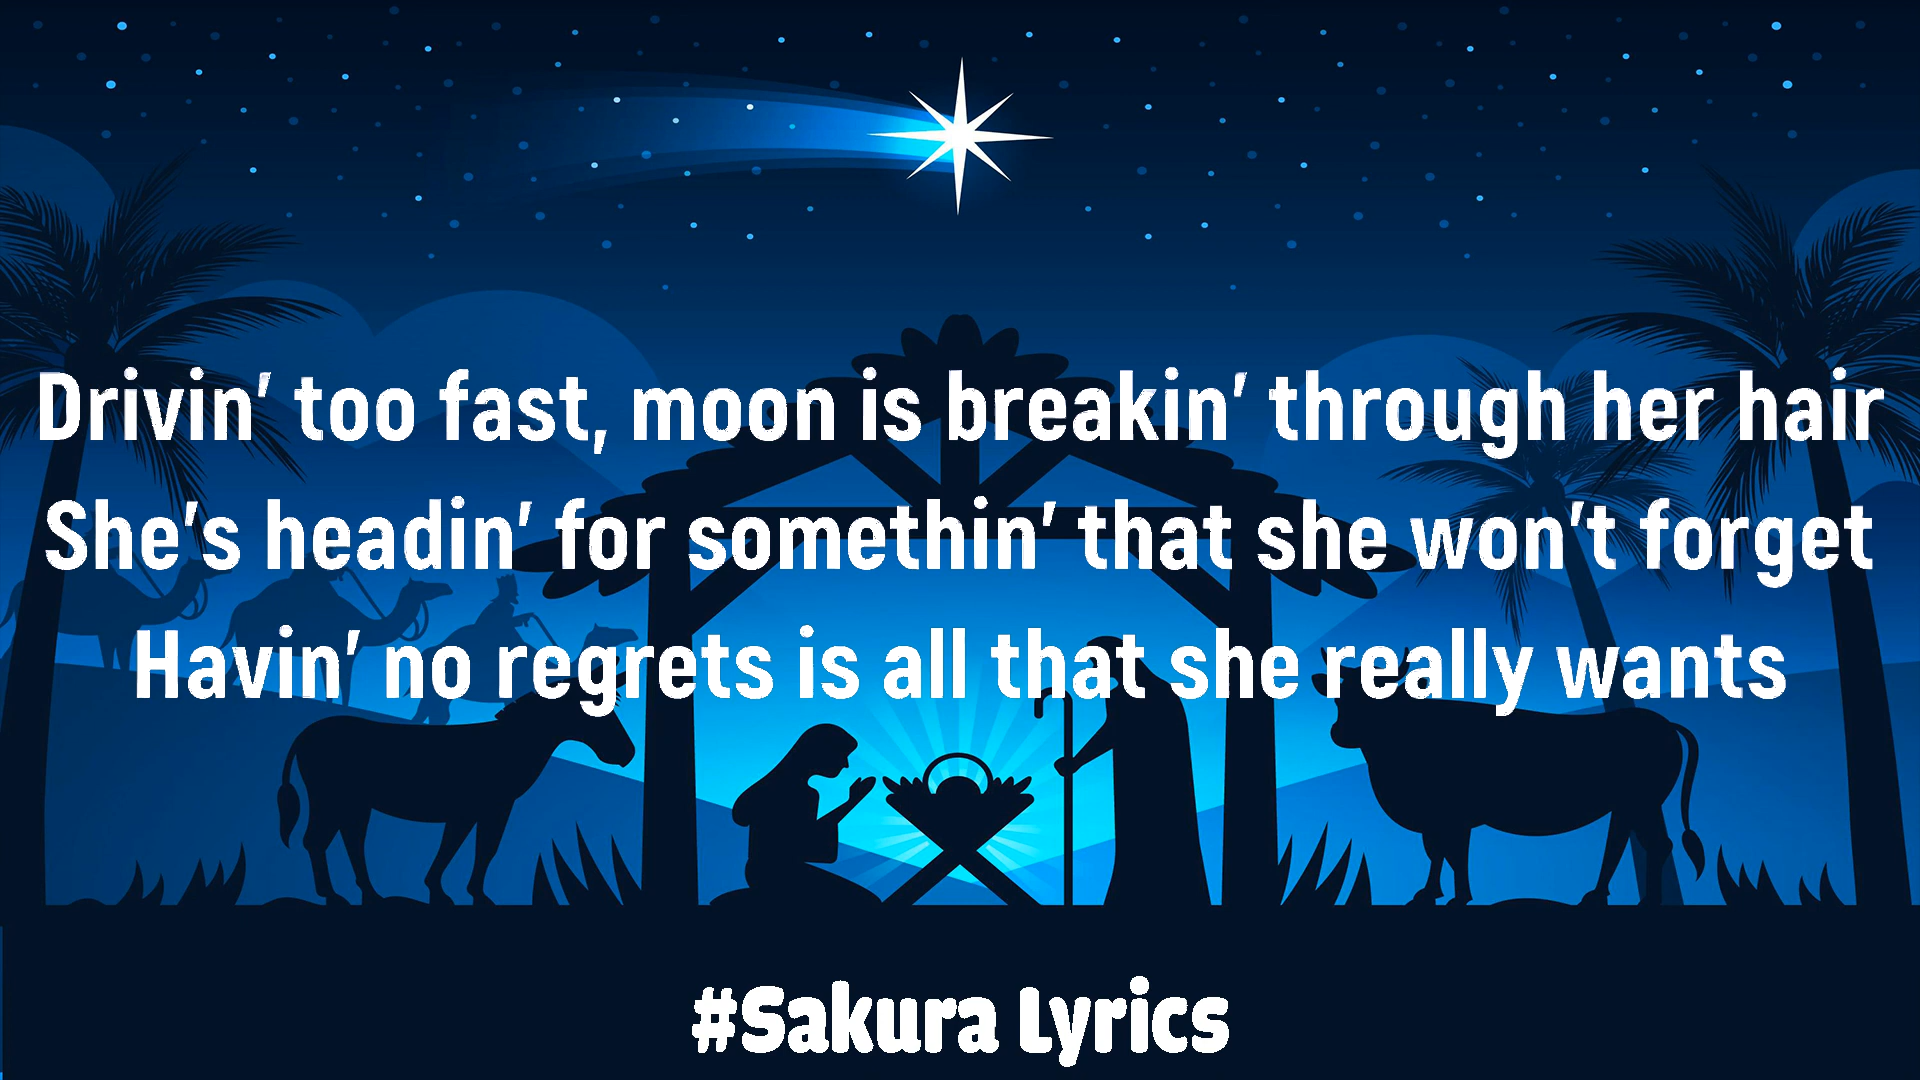 Drivin’ too fast, moon is breakin’ through her hair
She’s headin’ for somethin’ that she won’t forget
Havin’ no regrets is all that she really wants
#Sakura Lyrics